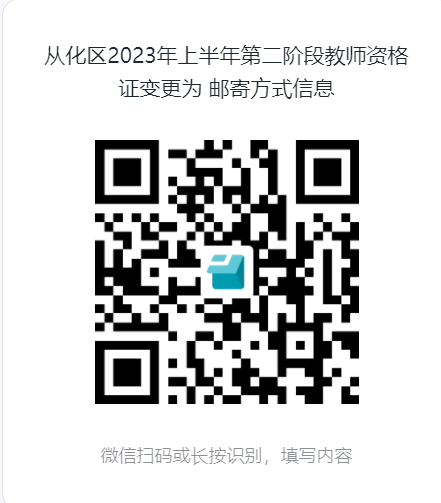 从化区2023年上半年第二阶段教师资格
证变更为 邮寄方式信息
微信扫码或长按识别，填写内容